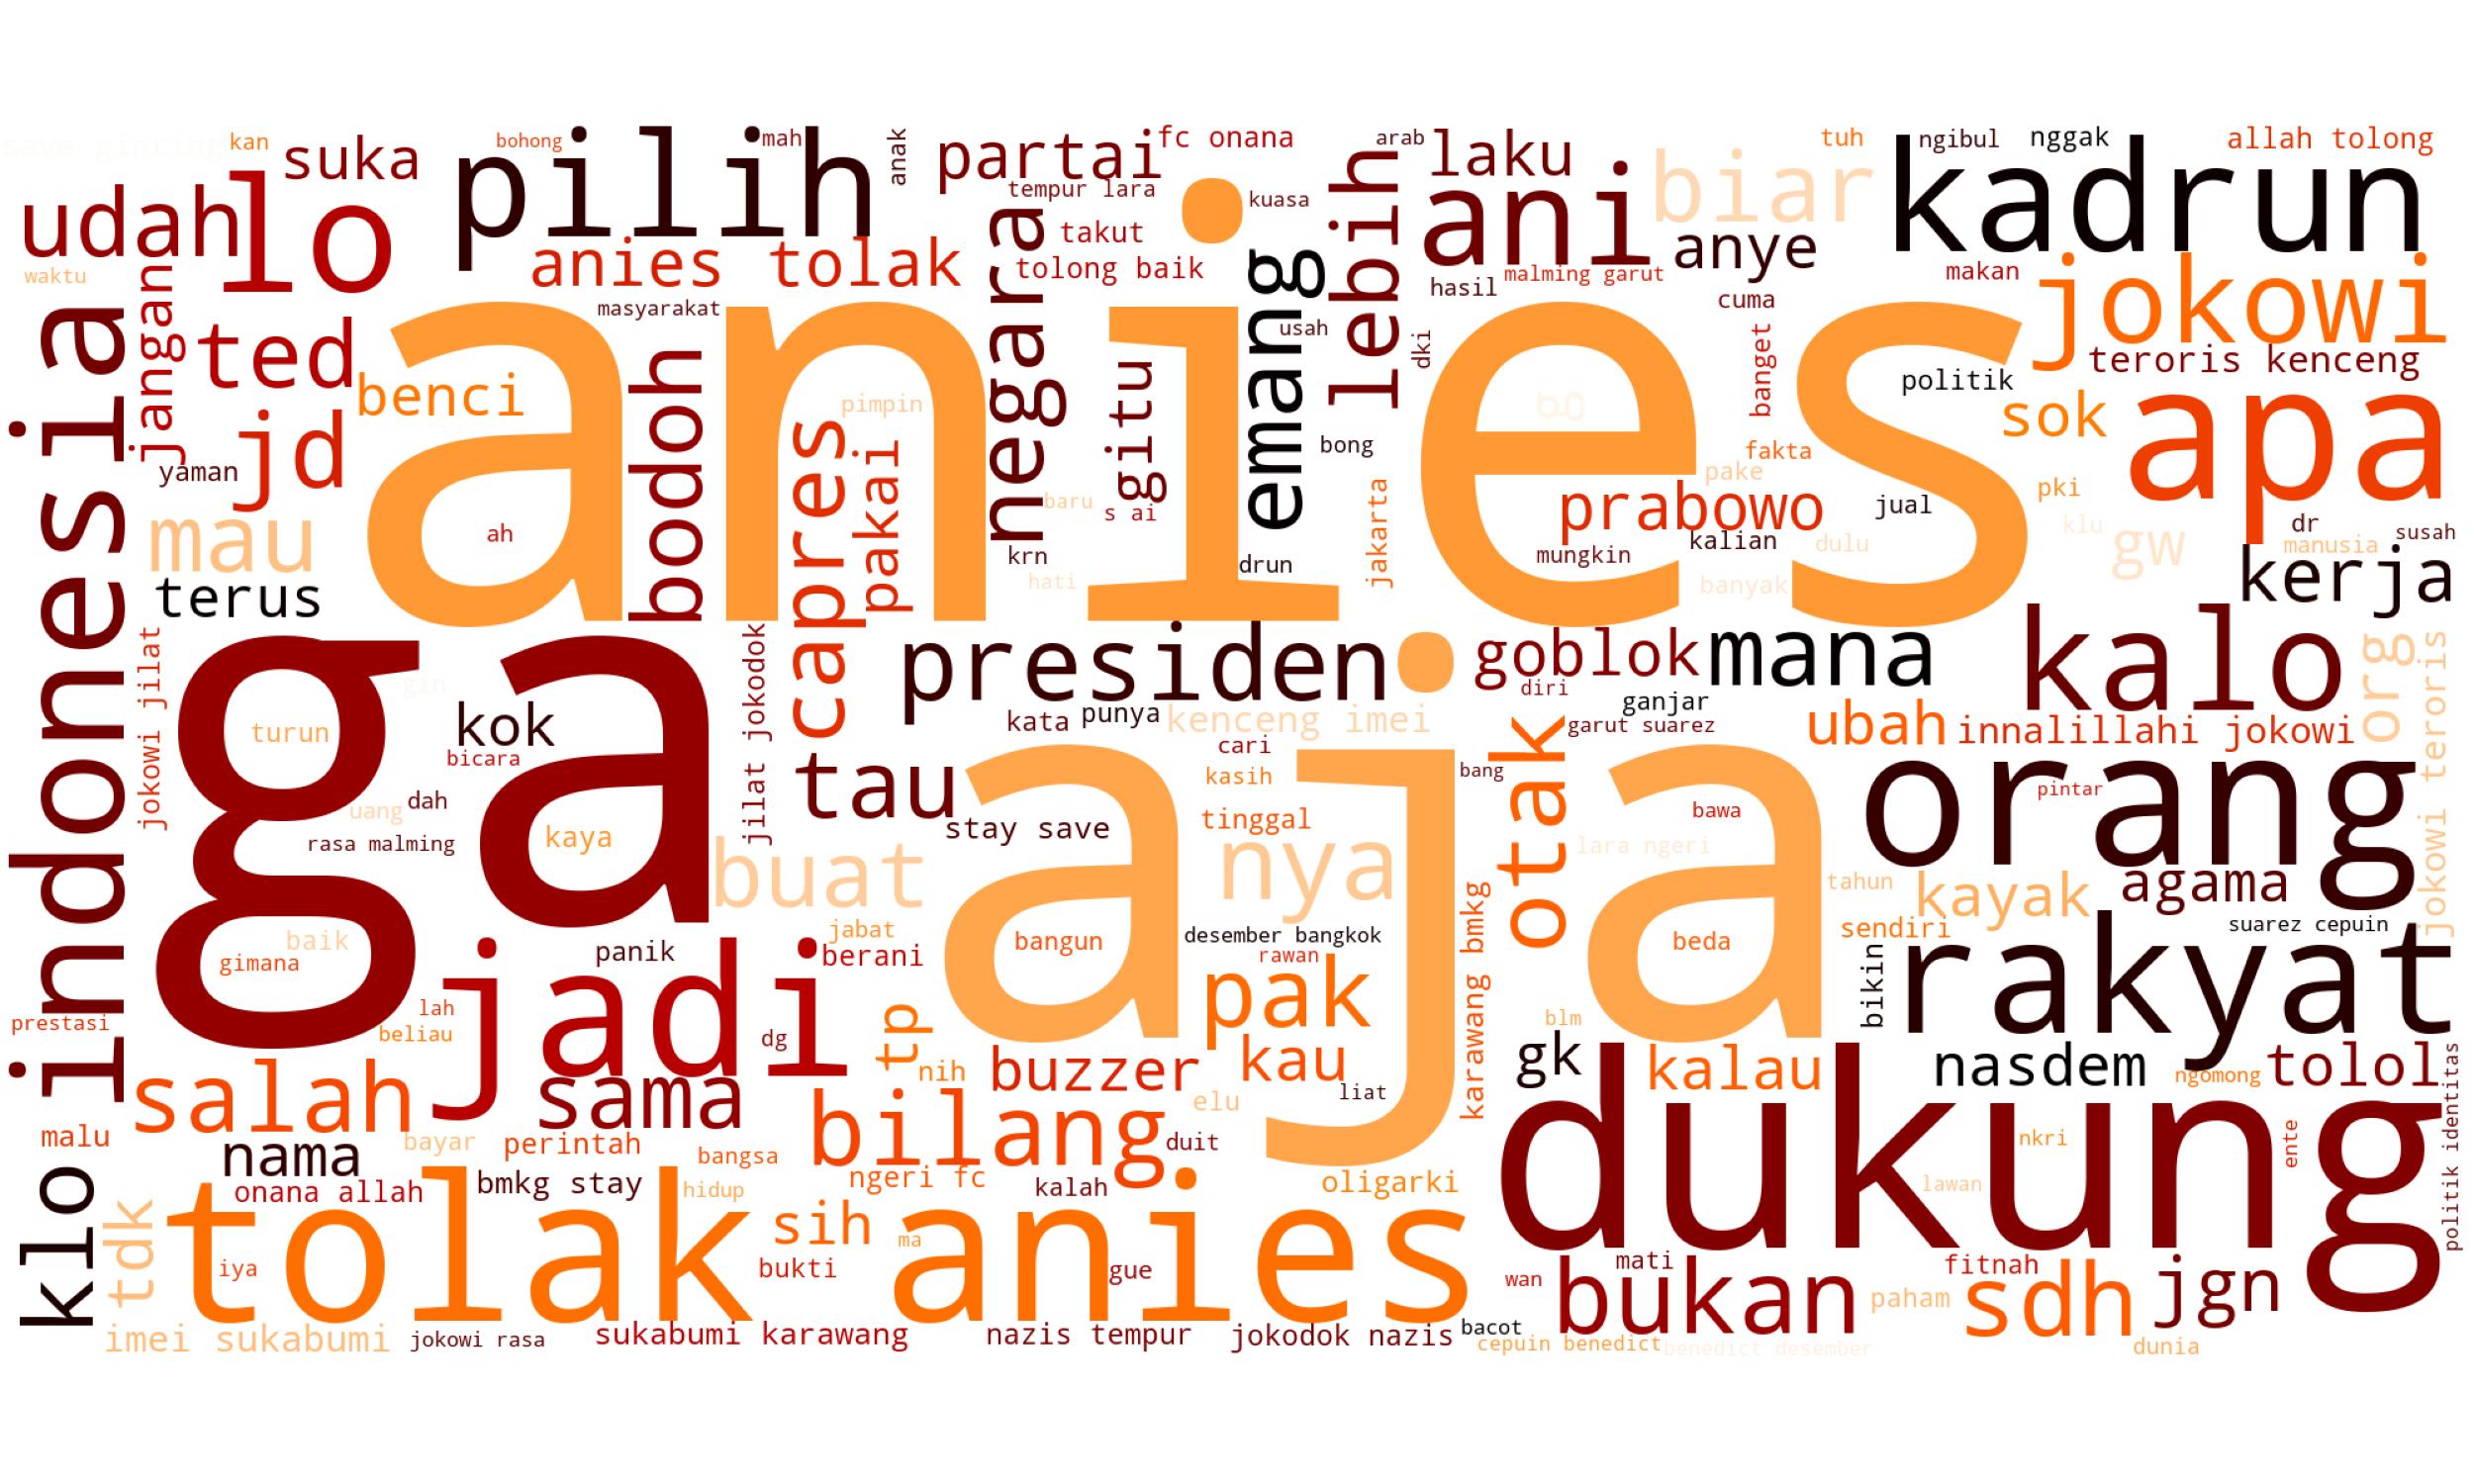 save ginting
kan
suka
bohong
pilih
mah
anak
partai
fc onana
arab
laku
tuh
ngibul
nggak
allah tolong
udah
lo
tempur lara
kuasa
lebih
ani
biar
kadrun
waktu
anies tolak
negara
takut
tolong baik
emang
anye
hasil
malming garut
makan
jokowi
indonesia
jangan
ted
masyarakat
anies
usah
dki
cuma
banget
politik
teroris kenceng
benci
bodoh
pimpin
gitu
bong
bg
fakta
pake
sok
apa
yaman
jd
capres
pakai
baru
s ai
jakarta
prabowo
jual
pki
klu
dr
susah
mau
ah
krn
hati
drun
mungkin
kalian
dulu
banyak
gw
manusia
kerja
terus
jokowi jilat
ga
gin
jilat jokodok
presiden
goblok
diri
mana
kalo
org
jokowi teroris
turun
kok
bicara
kata
punya
kenceng imei
ganjar
garut suarez
ubah
innalillahi jokowi
tau
cari
kasih
bang
otak
orang
pintar
uang
dah
rasa malming
kaya
stay save
tinggal
aja
bawa
lara ngeri
buat
nya
tahun
kayak
agama
baik
gimana
panik
jabat
berani
bangun
desember bangkok
rawan
karawang bmkg
beda
sendiri
suarez cepuin
bikin
rakyat
prestasi
lah
beliau
jadi
dg
tp
pak
blm
salah
sama
nih
buzzer
kau
liat
gk
kalau
nasdem
ngomong
tolol
politik identitas
malu
nama
bayar
perintah
bangsa
bilang
elu
duit
dukung
nkri
ente
klo
tdk
onana allah
bmkg stay
hidup
ngeri fc
kalah
oligarki
lawan
tolak anies
iya
sih
ma
bukti
gue
wan
bukan
mati
paham
fitnah
sdh
jgn
imei sukabumi
jokowi rasa
sukabumi karawang
nazis tempur
jokodok nazis
bacot
cepuin benedict
benedict desember
dunia